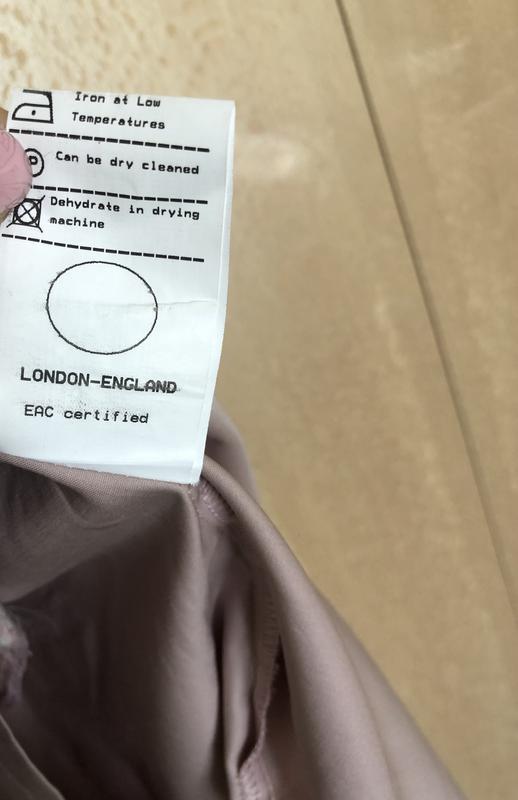 Iron at Low
Temperatures
Can be dry cleaned
Dehydrate in drying
machine
LONDON-ENGLAND
EAC certified